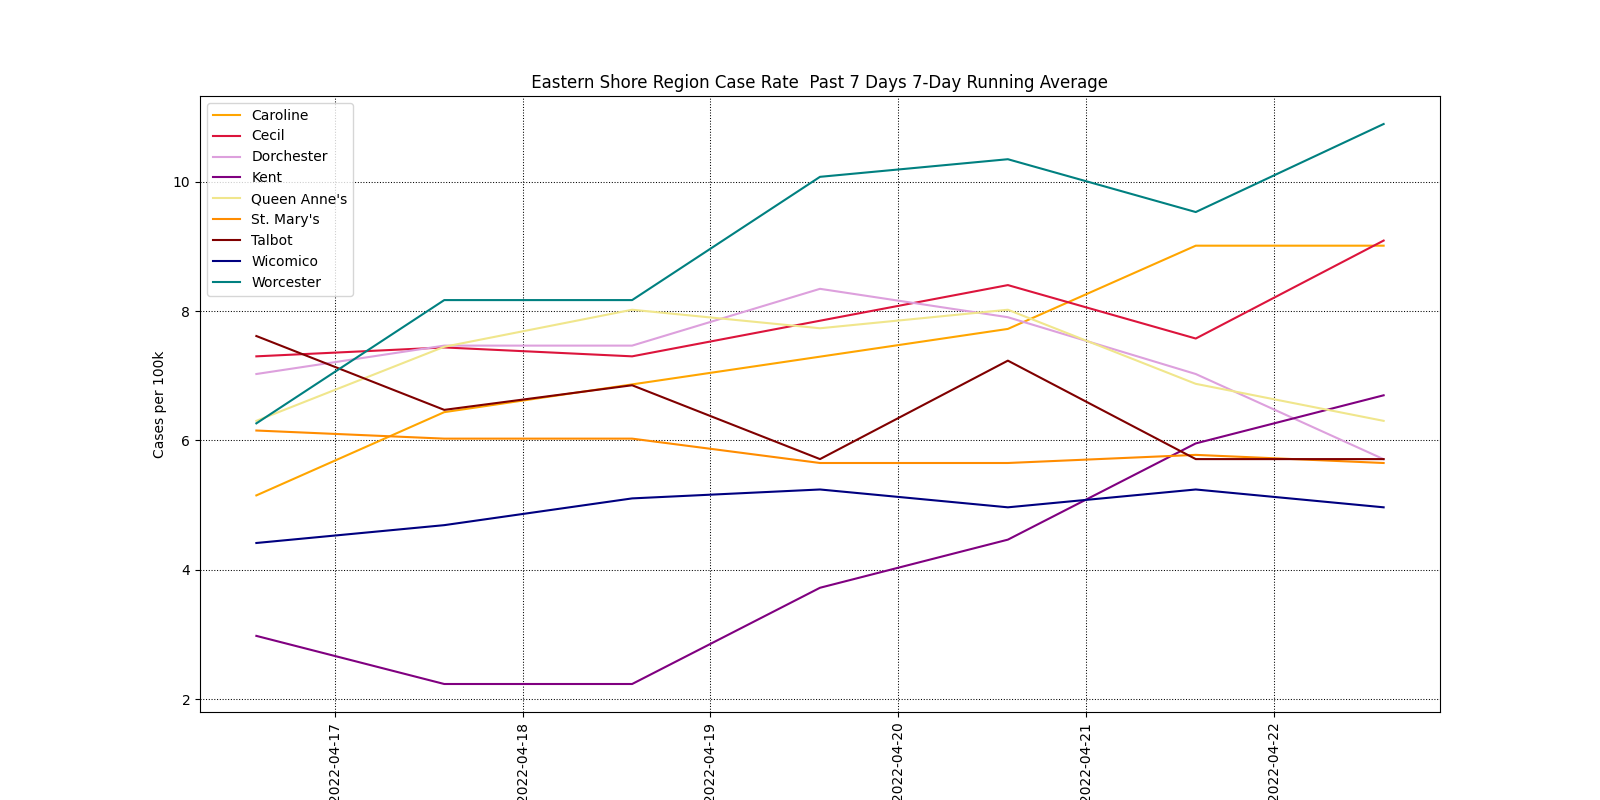 Eastern Shore Region Case Rate  Past 7 Days 7-Day Running Average
Caroline
Cecil
Dorchester
Kent
Queen Anne's
St. Mary's
Talbot
Wicomico
Worcester
Cases per 100k
10
8
6
4
2
2022-04-17
2022-04-18
2022-04-19
2022-04-20
2022-04-21
2022-04-22